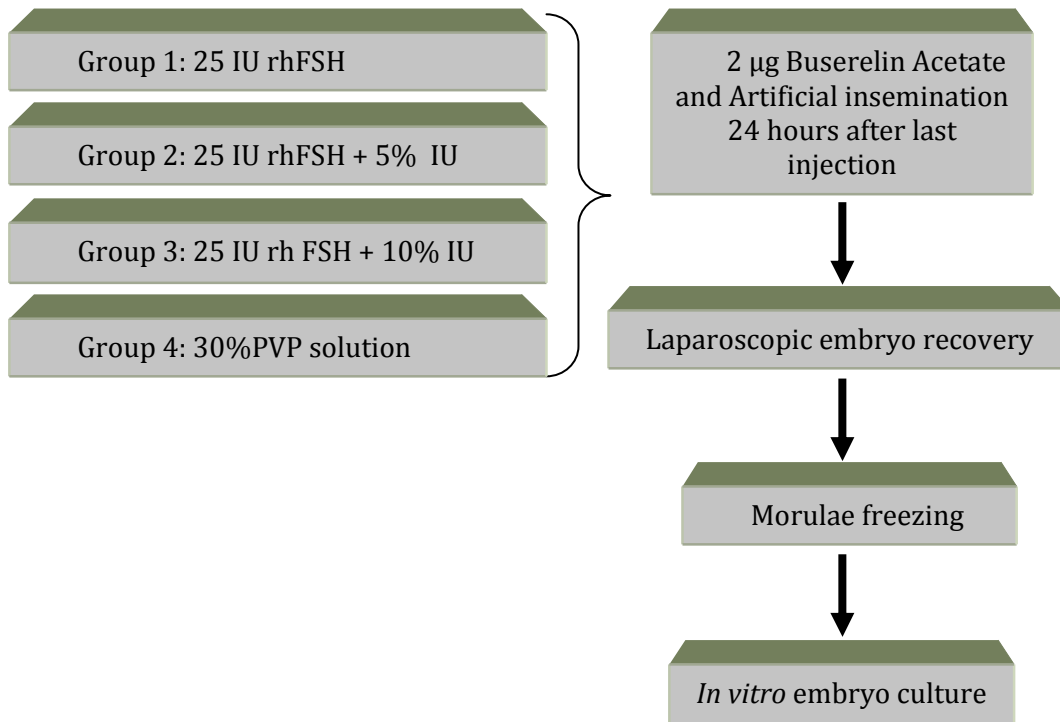 Group 1: 25 IU rhFSH
Group 2: 25 IU rhFSH + 5%  IU
Group 3: 25 IU rh FSH + 10% IU
Group 4: 30%PVP solution
2 µg Buserelin Acetate
and Artificial insemination
24 hours after last
injection
Laparoscopic embryo recovery
Morulae freezing
In vitro embryo culture